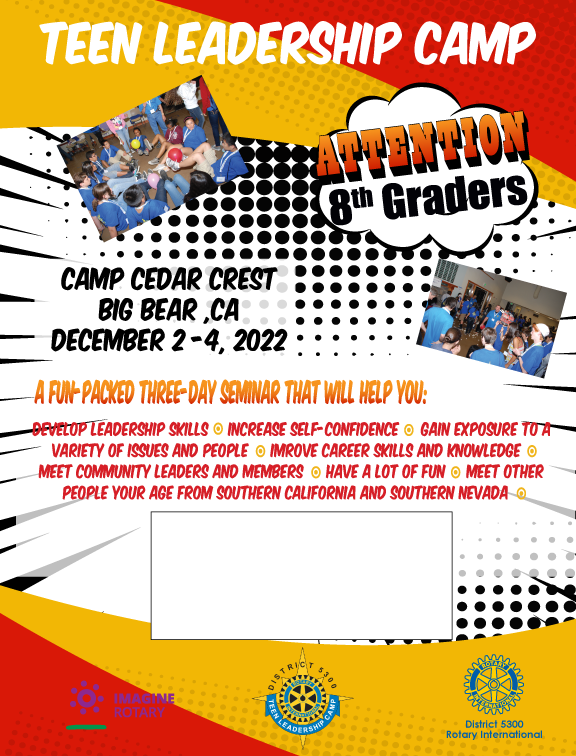 TEEN LEADERSHIP CAMP
ATTENTION
8th Graders
CAMP CEDAR CREST
BIG BEAR ,CA
DECEMBER 2 -4, 2022
A FUN-PACKED THREE-DAY SEMINAR THAT WILL HELP YOU:
DEVELOP LEADERSHIP SKILLS INCREASE SELF-CONFIDENCE GAIN EXPOSURE TO A
VARIETY OF ISSUES AND PEOPLE IMROVE CAREER SKILLS AND KNOWLEDGE
MEET COMMUNITY LEADERS AND MEMBERS HAVE A LOT OF FUN MEET OTHER
PEOPLE YOUR AGE FROM SOUTHERN CALIFORNIA AND SOUTHERN NEVADA
IMAGINE
ROTARY
DISTRICT 5300
TEEN LEADERSHIP CAMP
ROTARY
INTERNATIONAL
District 5300
Rotary International